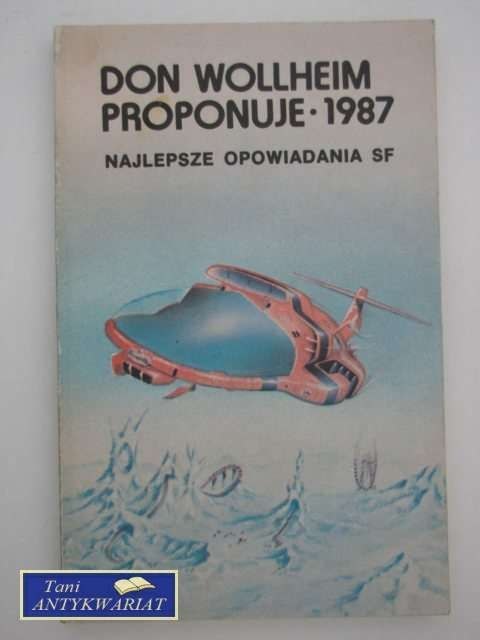 DON WOLLHEIM
PROPONUJE • 1987
NAJLEPSZE OPOWIADANIA SF
Tani
ANTYKWARIAT